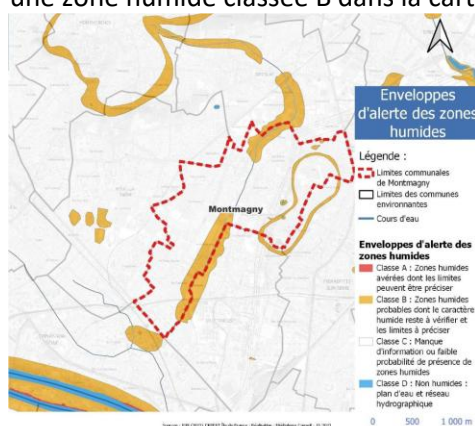 une zone humide classée B dans la cart
Enveloppes
d'alerte des zones
humides
Légende :
Limites communales
de Montmagny
Limites des communes
environnantes
Cours d'eau
Enveloppes d'alerte des
zones humides
Classe A : Zones humides
avérées dont les limites
peuvent être préciser
Classe B : Zones humides
probables dont le caractère
humide reste à vérifier et
les limites à préciser
Classe C : Manque
d'information ou faible
probabilité de présence de
zones humides
Classe D : Non humides :
plan d'eau et réseau
hydrographique
0 500 1 000 m
Montmagny